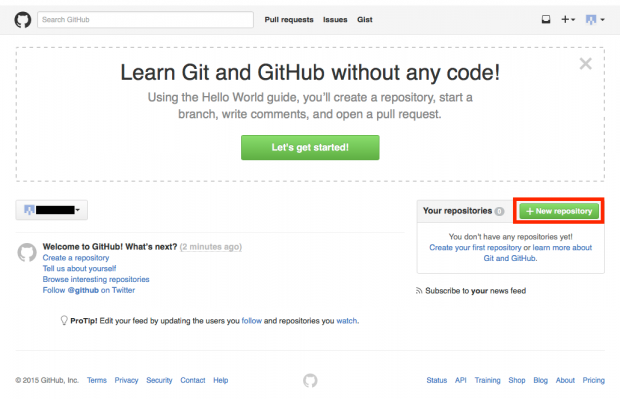 Search GitHub
Pull requests Issues Gist
Learn Git and GitHub without any code!
Using the Hello World guide, you'll create a repository, start a
branch, write comments, and open a pull request.
Let's get started!
Your repositories 0
New repository
You don't have any repositories yet!
Create your first repository or learn more about
Git and GitHub.
Subscribe to your news feed
Welcome to GitHub! What's next? (2 minutes ago)
Create a repository
Tell us about yourself
Browse interesting repositories
Follow @github on Twitter
ProTip! Edit your feed by updating the users you follow and repositories you watch.
© 2015 GitHub, Inc. Terms Privacy Security Contact Help
Status API Training Shop Blog About Pricing